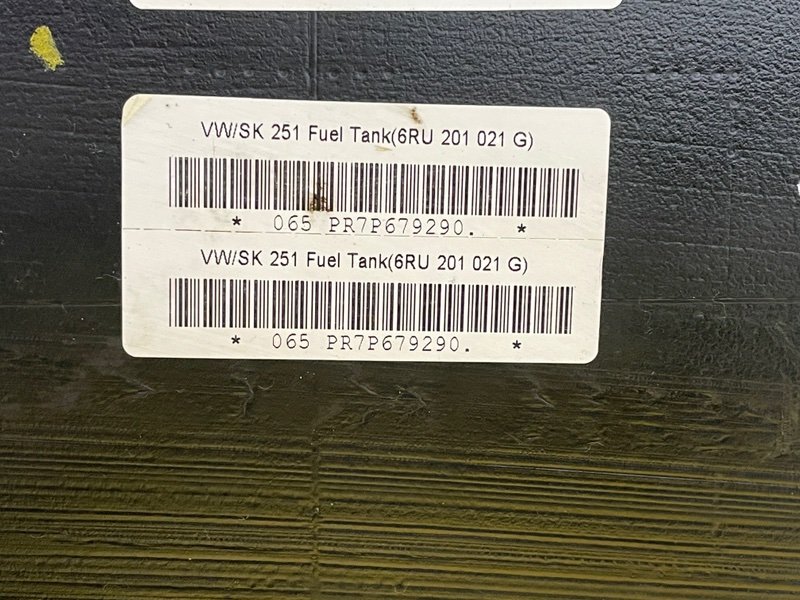 VW/SK 251 Fuel Tank(6RU 201 021 G)
* 065 PR7P679290. *
VW/SK 251 Fuel Tank(6RU 201 021 G)
* 065 PR7P679290. *